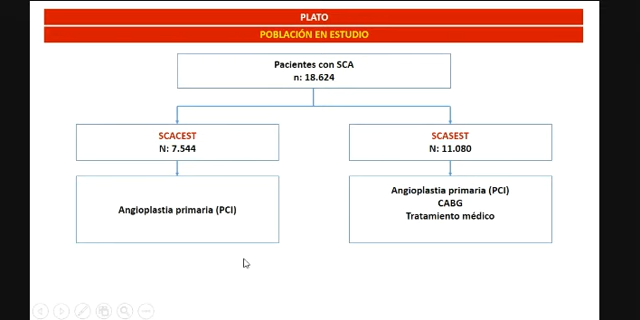 PLATO
POBLACIÓN EN ESTUDIO
Pacientes con SCA
n: 18.624
SCACEST
N: 7.544
SCASEST
N: 11.080
Angioplastia primaria (PCI)
Angioplastia primaria (PCI)
CABG
Tratamiento médico